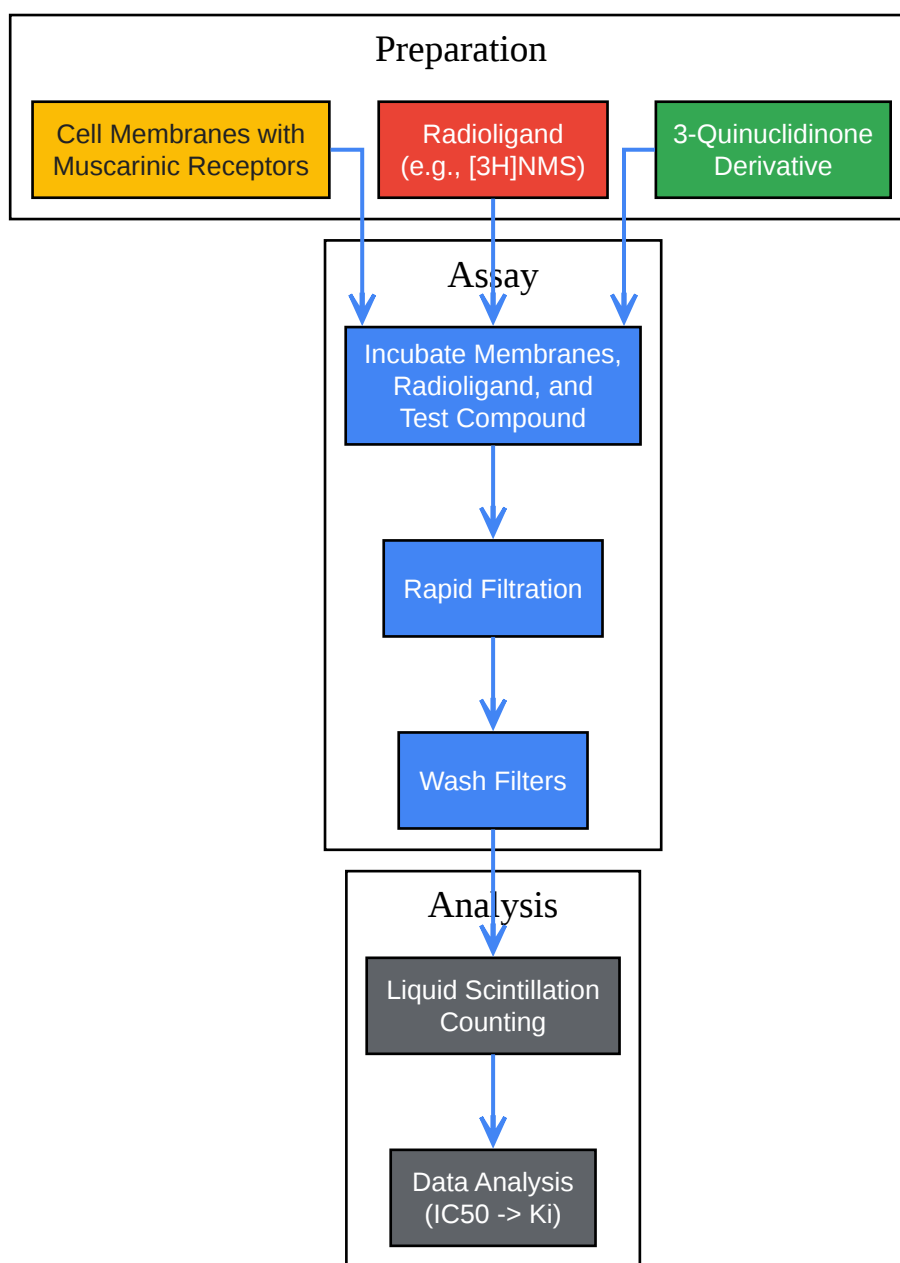 Preparation
Cell Membranes with
Muscarinic Receptors
Radioligand
(e.g., [3H]NMS)
3-Quinuclidinone
Derivative
Assay
Incubate Membranes,
Radioligand, and
Test Compound
Rapid Filtration
Wash Filters
Analysis
Liquid Scintillation
Counting
Data Analysis
(IC50 -> Ki)